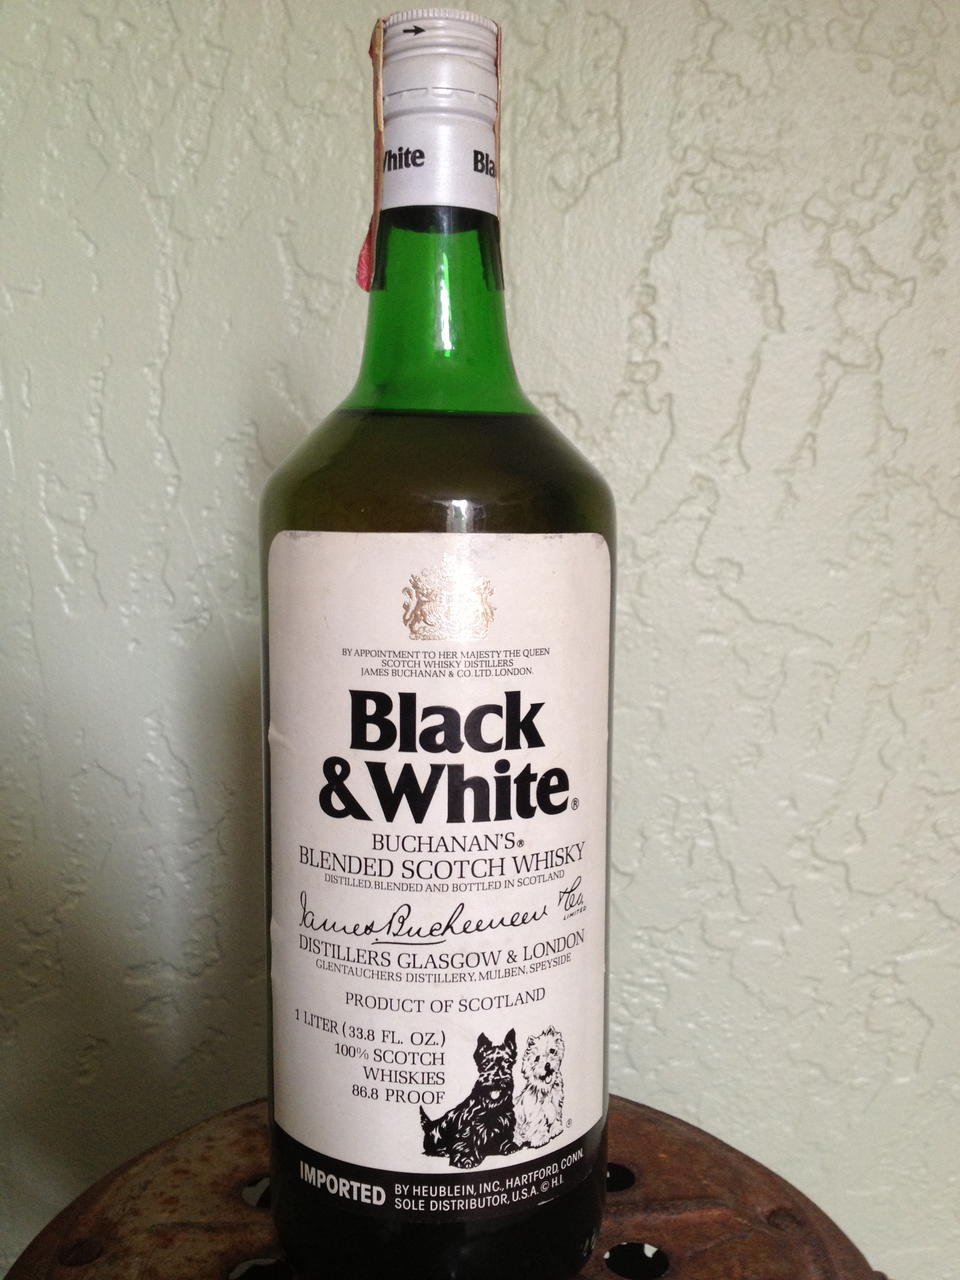 White Bla
BY APPOINTMENT TO HER MAJESTY THE QUEEN
SCOTCH WHISKY DISTILLERS
JAMES BUCHANAN & CO. LTD. LONDON.
Black
& White®
BUCHANAN'S®
BLENDED SCOTCH WHISKY
DISTILLED, BLENDED AND BOTTLED IN SCOTLAND
James Buchanan & Co.
LIMITED
DISTILLERS GLASGOW & LONDON
GLENTAUCHERS DISTILLERY, MULBEN, SPEYSIDE
PRODUCT OF SCOTLAND
1 LITER (33.8 FL. OZ.)
100% SCOTCH
WHISKIES
86.8 PROOF
®
IMPORTED BY HEUBLEIN, INC., HARTFORD, CONN.
SOLE DISTRIBUTOR, U.S.A. © H.I.